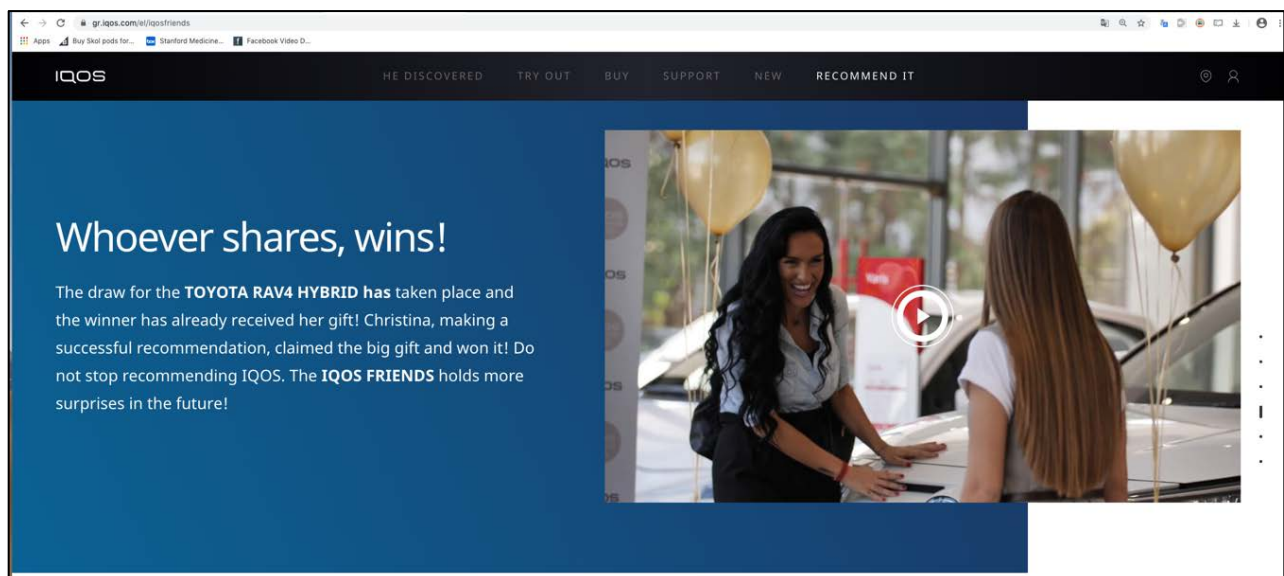 gr.iqos.com/el/iqosfriends
Apps Buy Skol pods for... Stanford Medicine... Facebook Video D...
IQOS HE DISCOVERED TRY OUT BUY SUPPORT NEW RECOMMEND IT
Whoever shares, wins!
The draw for the TOYOTA RAV4 HYBRID has taken place and
the winner has already received her gift! Christina, making a
successful recommendation, claimed the big gift and won it! Do
not stop recommending IQOS. The IQOS FRIENDS holds more
surprises in the future!